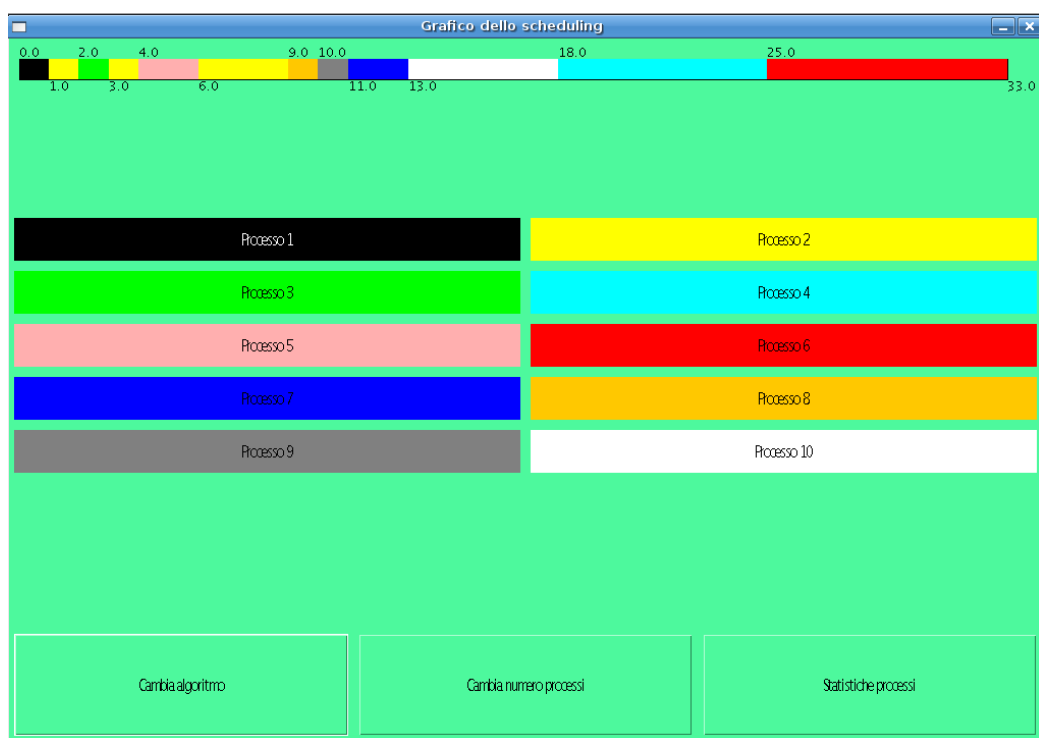 Grafico dello scheduling
0.0 2.0 4.0 9.0 10.0 18.0 25.0
1.0 3.0 6.0 11.0 13.0 33.0
Processo 1 Processo 2
Processo 3 Processo 4
Processo 5 Processo 6
Processo 7 Processo 8
Processo 9 Processo 10
Cambia algoritmo Cambia numero processi Statistiche processi